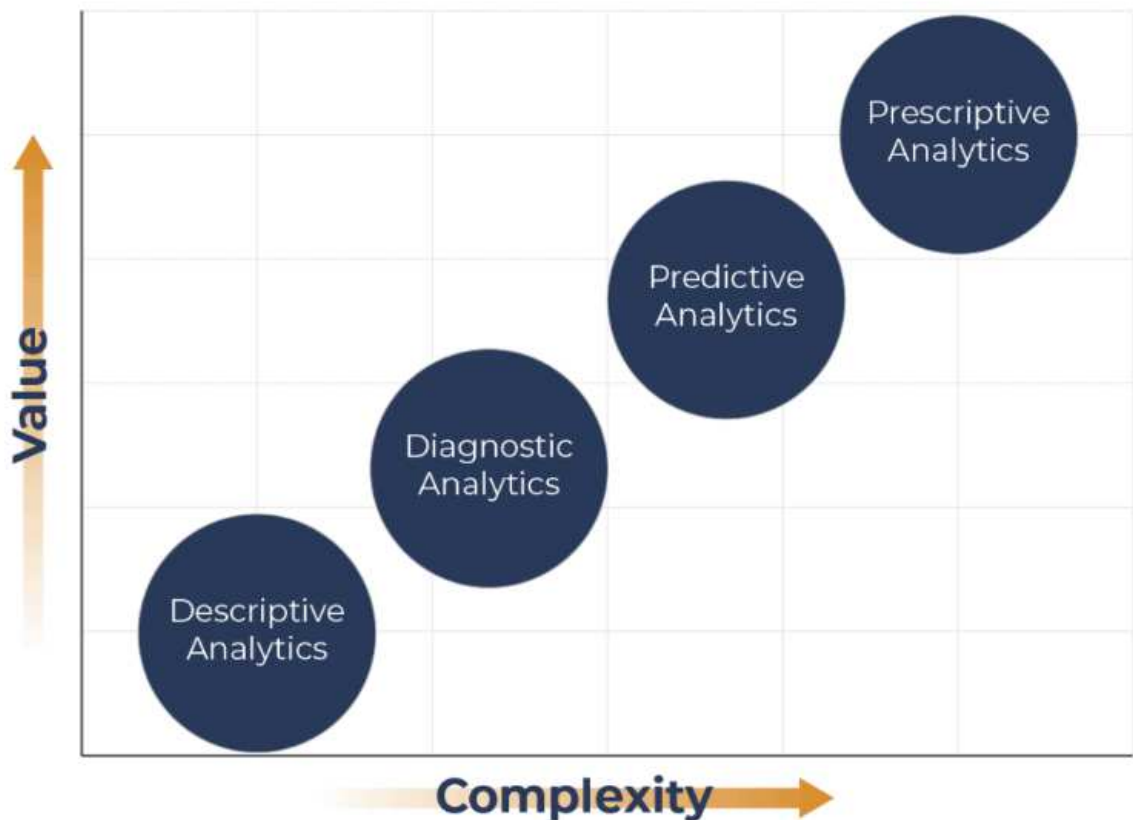 Prescriptive
Analytics
Predictive
Analytics
Value
Diagnostic
Analytics
Descriptive
Analytics
Complexity